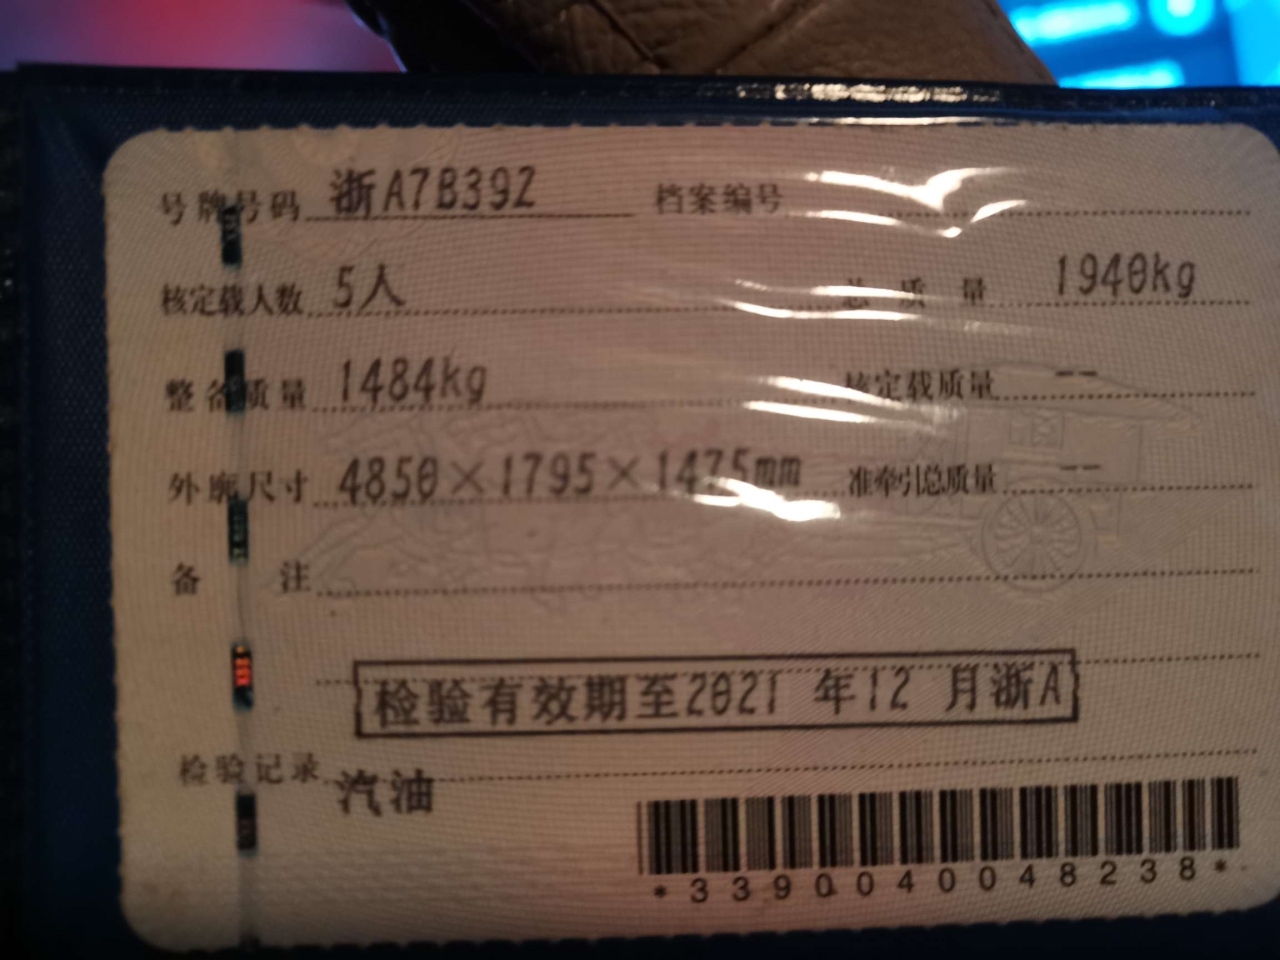 号牌号码 浙A7B39Z 档案编号
核定载人数 5人 总质量 1940kg
整备质量 1484kg 核定载质量 --
外廓尺寸 4850×1795×1475mm 准牵引总质量 --
备注
检验有效期至2021 年12 月浙A
检验记录
汽油
*3390040048238*